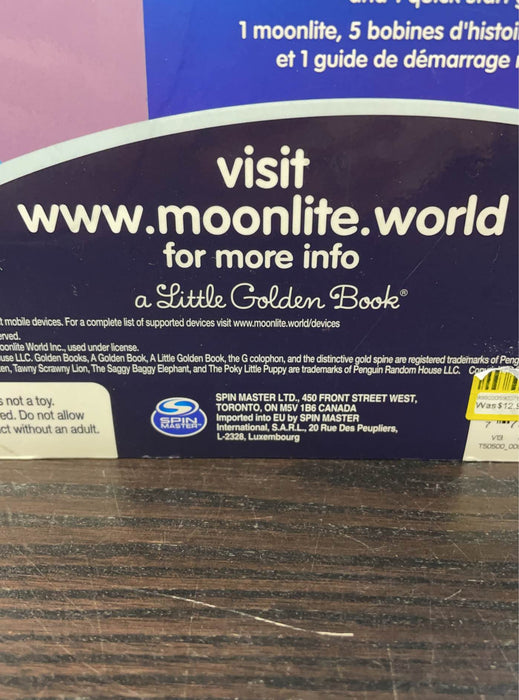 1 moonlite, 5 bobines d'histoi
et 1 guide de démarrage
visit
www.moonlite.world
for more info
a Little Golden Book®
t mobile devices. For a complete list of supported devices visit www.moonlite.world/devices
erved.
oonlite World Inc., used under license.
use LLC. Golden Books, A Golden Book, A Little Golden Book, the G colophon, and the distinctive gold spine are registered trademarks of Peng
en, Tawny Scrawny Lion, The Saggy Baggy Elephant, and The Poky Little Puppy are trademarks of Penguin Random House LLC.
s not a toy.
ed. Do not allow
ct without an adult.
SPIN MASTER™
SPIN MASTER LTD., 450 FRONT STREET WEST,
TORONTO, ON M5V 1B6 CANADA
Imported into EU by SPIN MASTER
International, S.A.R.L., 20 Rue Des Peupliers,
L-2328, Luxembourg
Was $12.
T50500_00